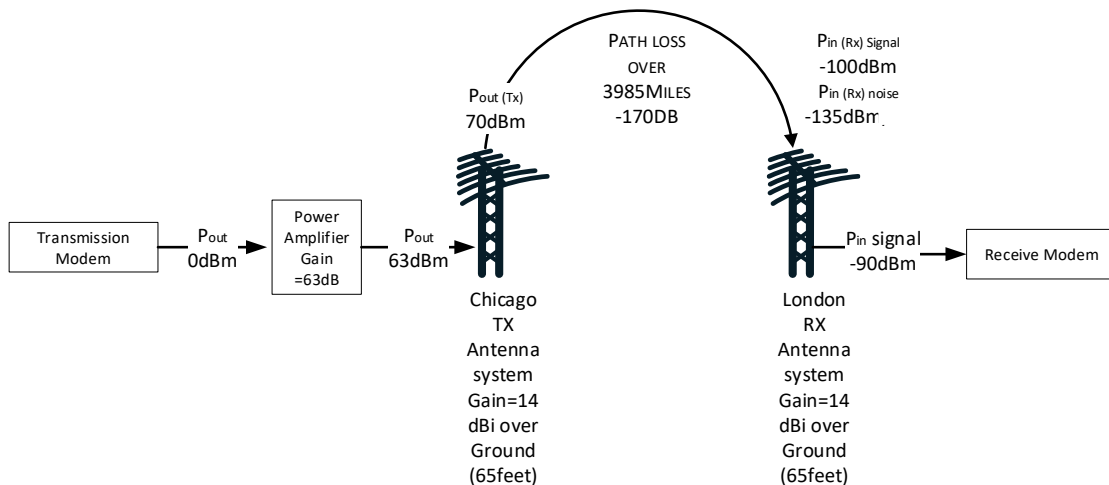 Transmission
Modem
Pout
0dBm
Power
Amplifier
Gain
=63dB
Pout
63dBm
Pout (Tx)
70dBm
Chicago
TX
Antenna
system
Gain=14
dBi over
Ground
(65feet)
PATH LOSS
OVER
3985MILES
-170DB
Pin (Rx) Signal
-100dBm
Pin (Rx) noise
-135dBm
London
RX
Antenna
system
Gain=14
dBi over
Ground
(65feet)
Pin signal
-90dBm
Receive Modem